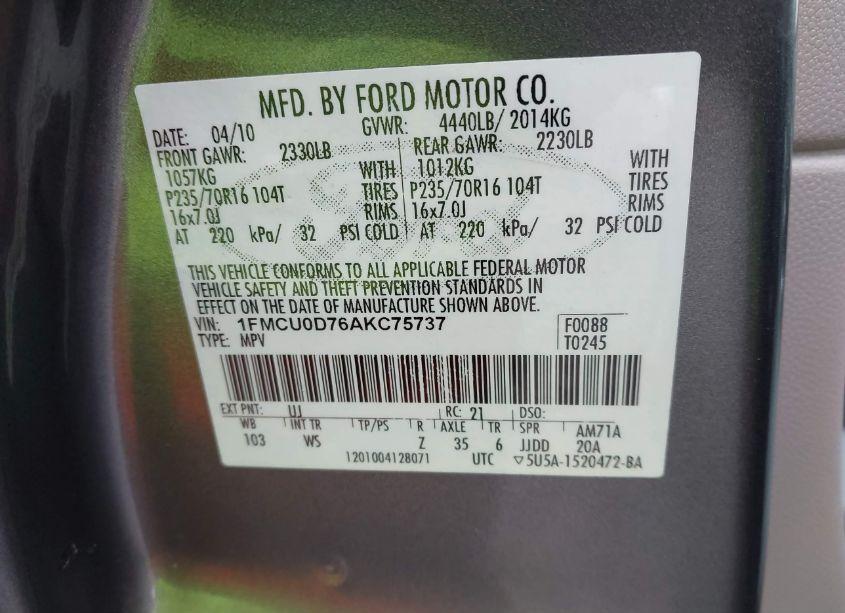 MFD. BY FORD MOTOR CO.
DATE: 04/10 GVWR: 4440LB/ 2014KG
FRONT GAWR: 2330LB REAR GAWR: 2230LB
1057KG WITH 1012KG WITH
P235/70R16 104T TIRES P235/70R16 104T TIRES
16x7.0J RIMS 16x7.0J RIMS
AT 220 kPa/ 32 PSI COLD AT 220 kPa/ 32 PSI COLD
THIS VEHICLE CONFORMS TO ALL APPLICABLE FEDERAL MOTOR
VEHICLE SAFETY AND THEFT PREVENTION STANDARDS IN
EFFECT ON THE DATE OF MANUFACTURE SHOWN ABOVE.
VIN: 1FMCU0D76AKC75737 F0088
TYPE: MPV T0245
EXT PNT: UJ RC: 21 DSO:
WB INT TR TP/PS R AXLE TR SPR AM71A
103 WS Z 35 6 JJDD 20A
1201004128071 UTC ▽5U5A-1520472-BA